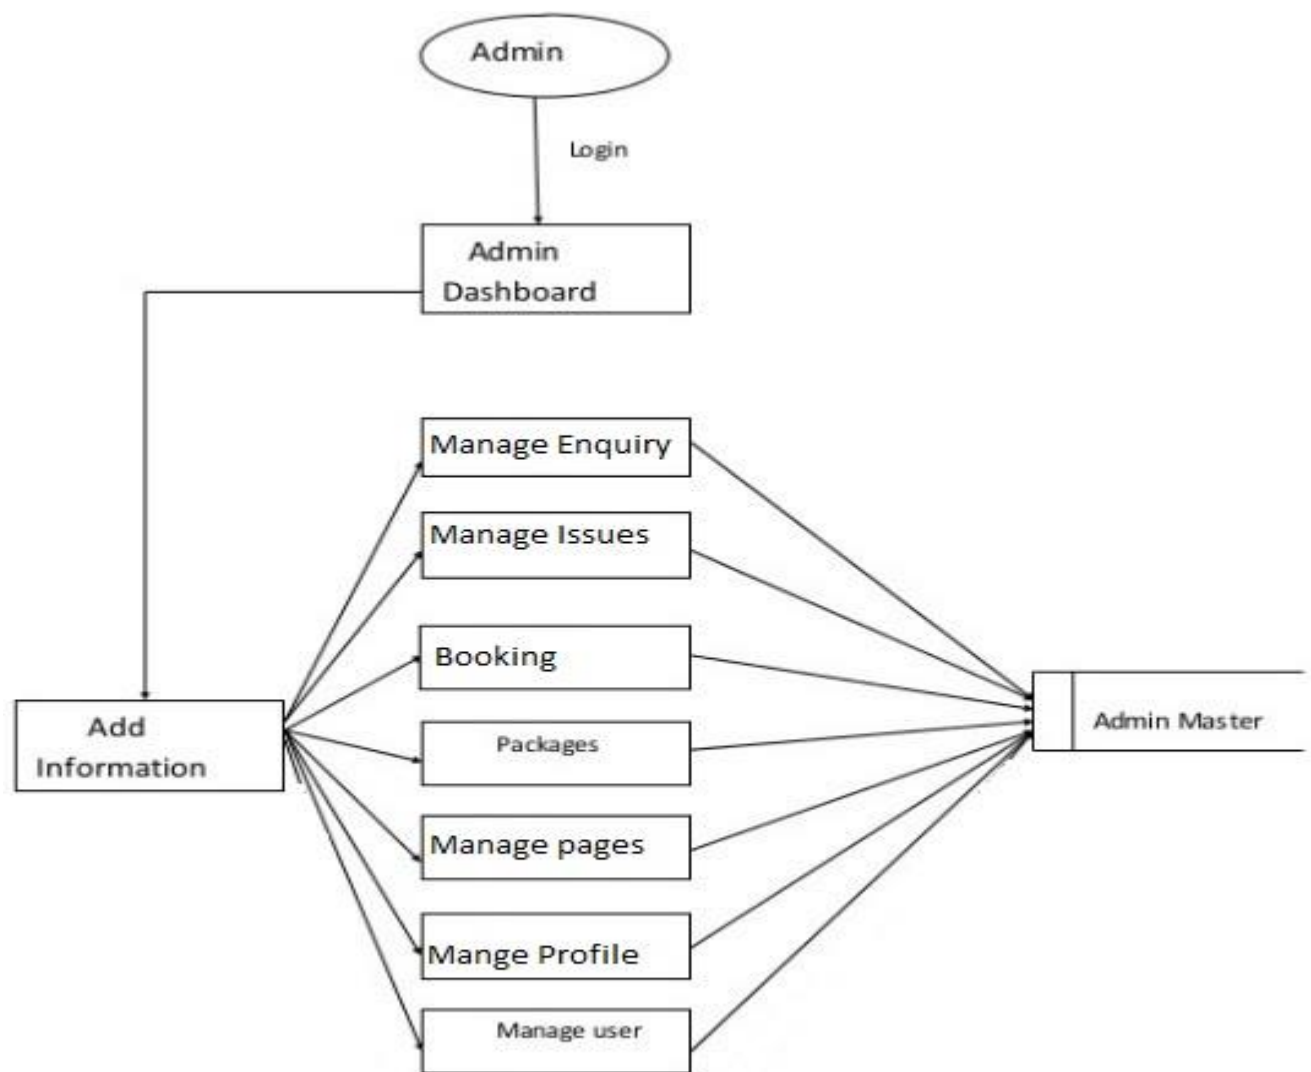 Admin
Login
Admin
Dashboard
Manage Enquiry
Manage Issues
Booking
Add
Information
Packages
Admin Master
Manage pages
Mange Profile
Manage user